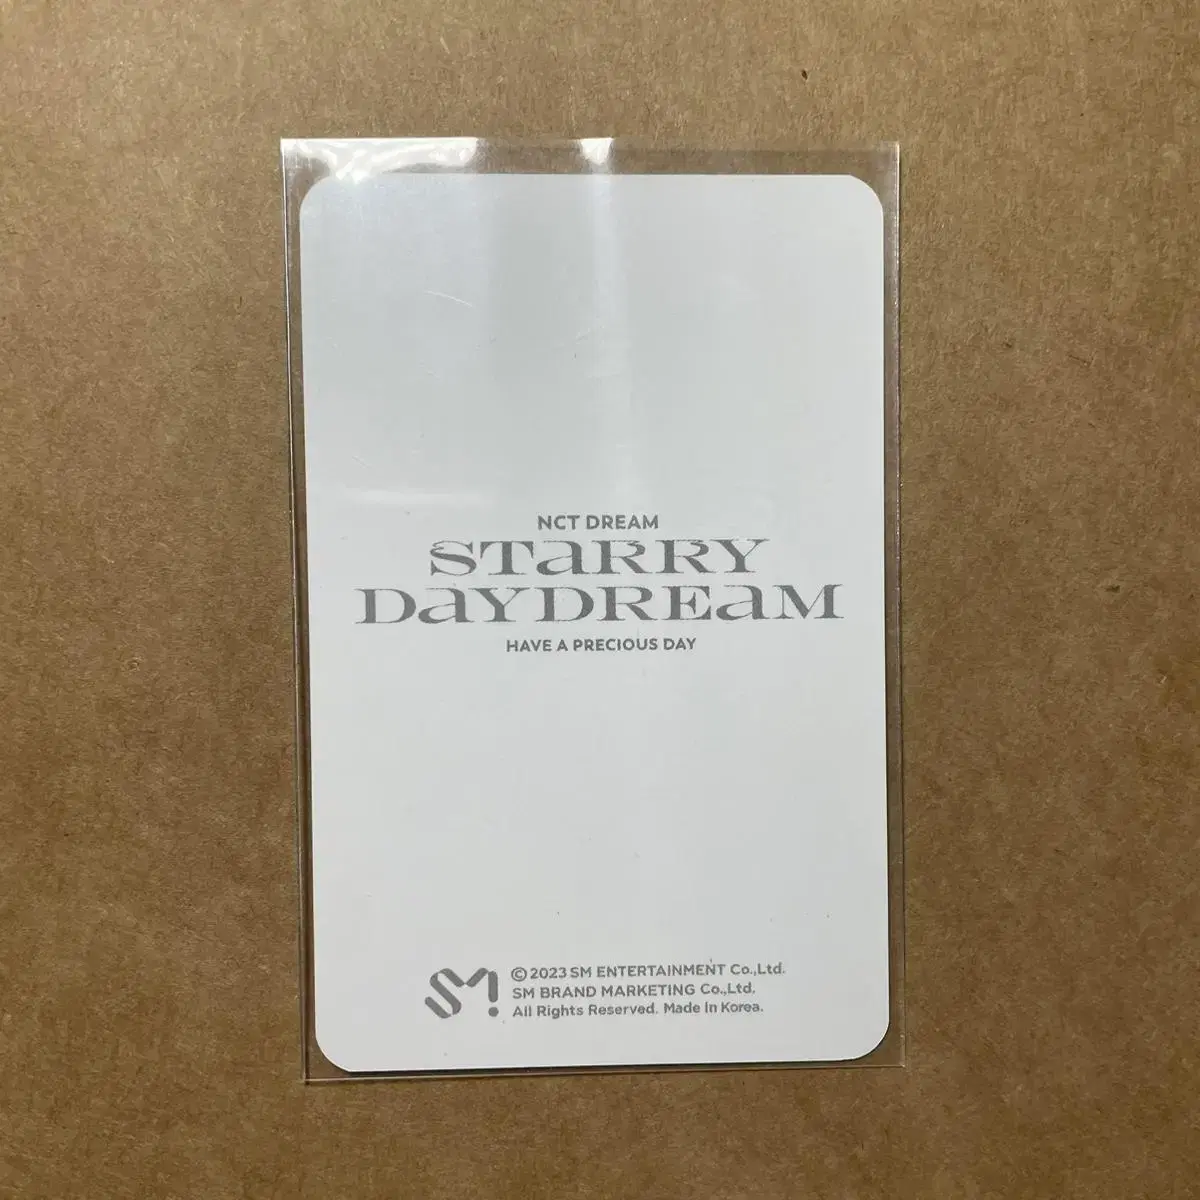 NCT DREAM
STaRRY
DaYDREaM
HAVE A PRECIOUS DAY
SM
© 2023 SM ENTERTAINMENT Co.,Ltd.
SM BRAND MARKETING Co.,Ltd.
All Rights Reserved. Made In Korea.